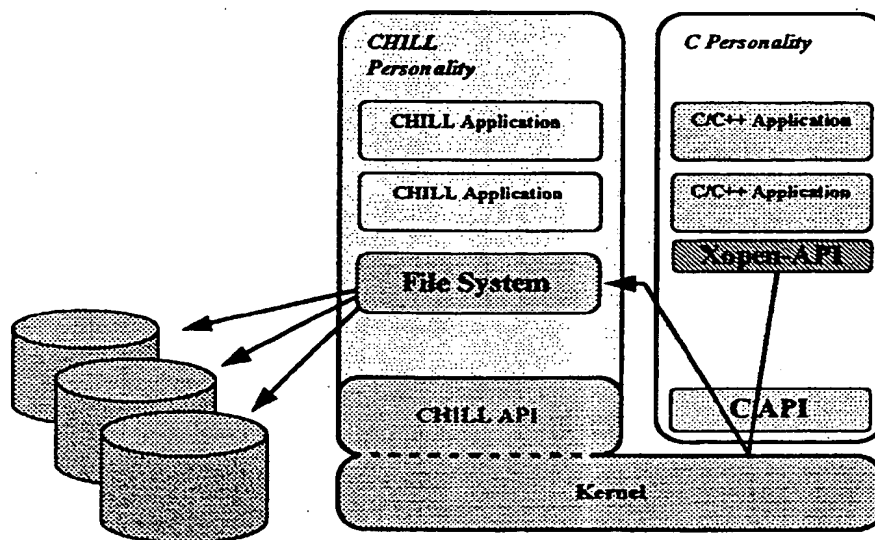 CHILL
Personality
CHILL Application
CHILL Application
File System
CHILL API
C Personality
C/C++ Application
C/C++ Application
Xopen-API
C API
Kernel